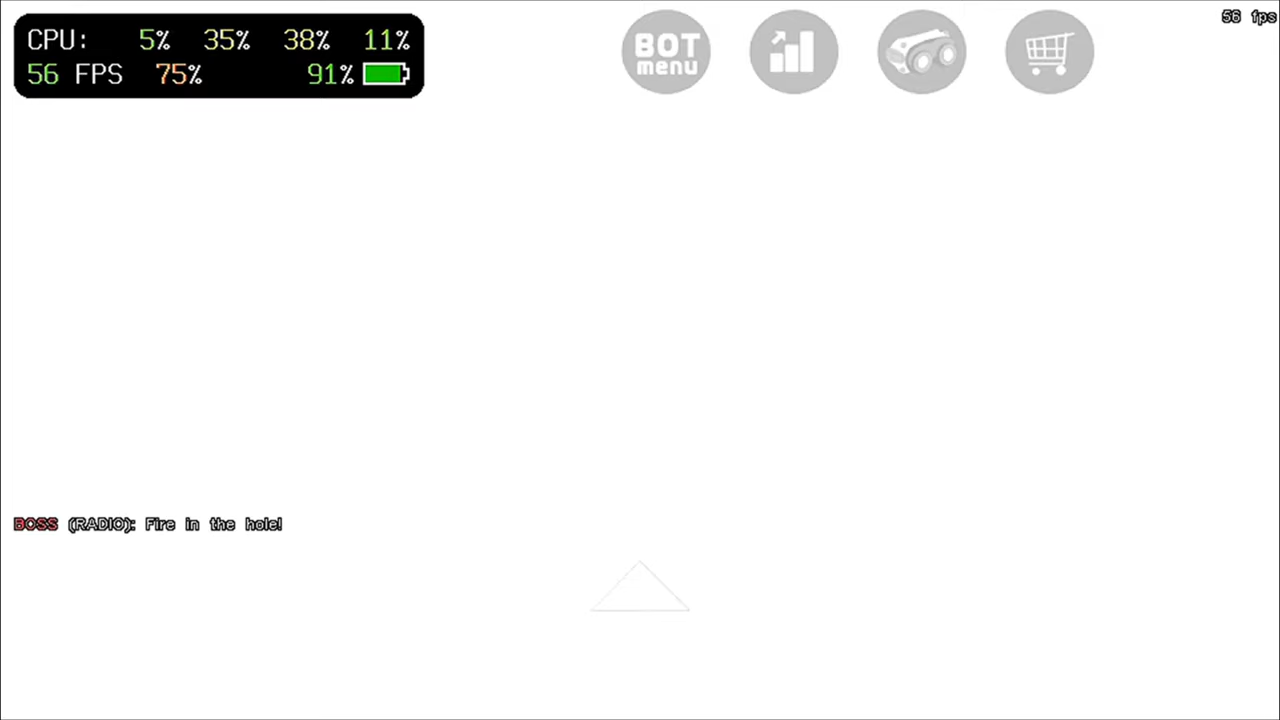 CPU: 5% 35% 38% 11%
56 FPS 75% 91%
BOT
menu
56 fps
BOSS (RADIO): Fire in the hole!